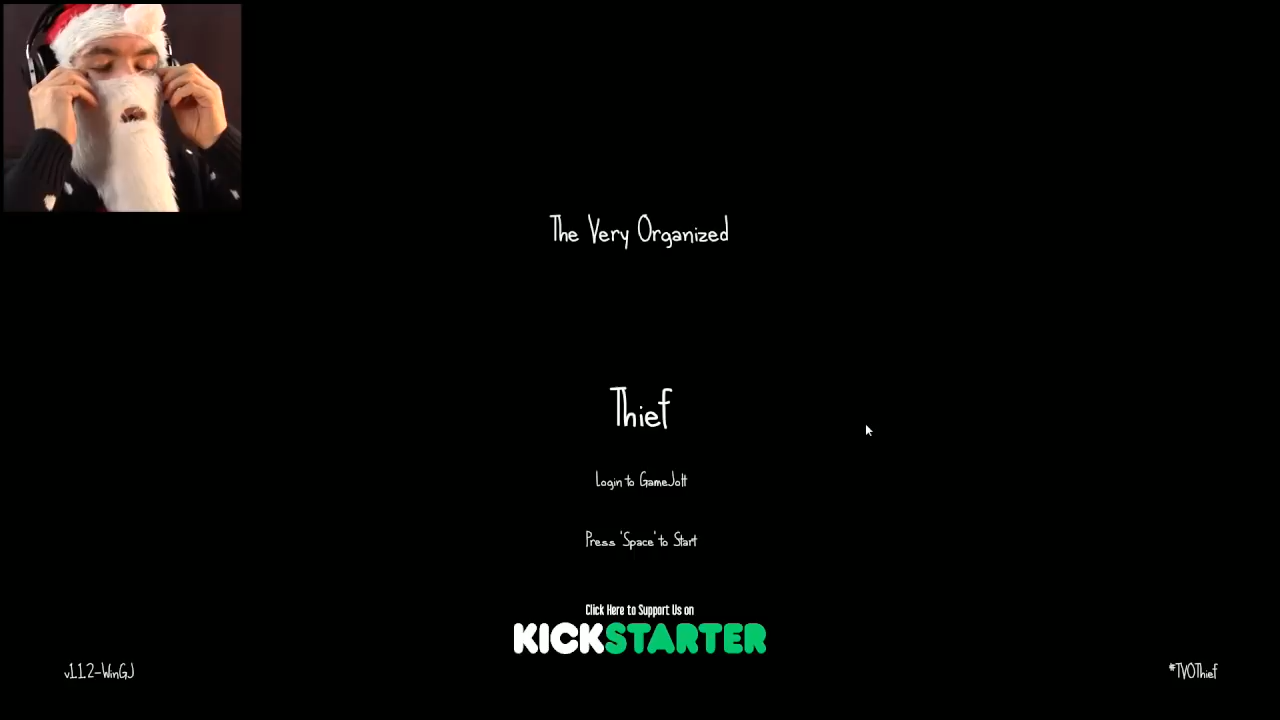 The Very Organized
Thief
Login to GameJolt
Press 'Space' to Start
Click Here to Support Us on
KICKSTARTER
v1.1.2-WinGJ
#TVOThief